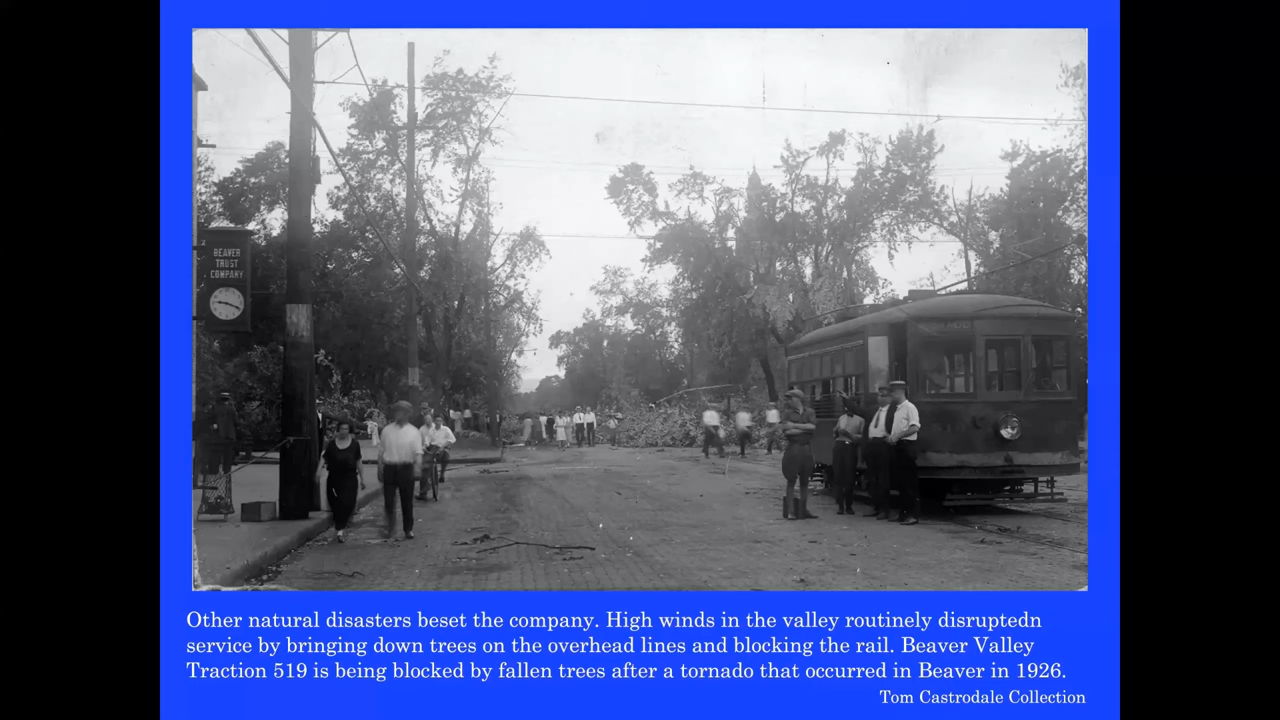 BEAVER
TRUST
COMPANY
Other natural disasters beset the company. High winds in the valley routinely disruptedn
service by bringing down trees on the overhead lines and blocking the rail. Beaver Valley
Traction 519 is being blocked by fallen trees after a tornado that occurred in Beaver in 1926.
Tom Castrodale Collection